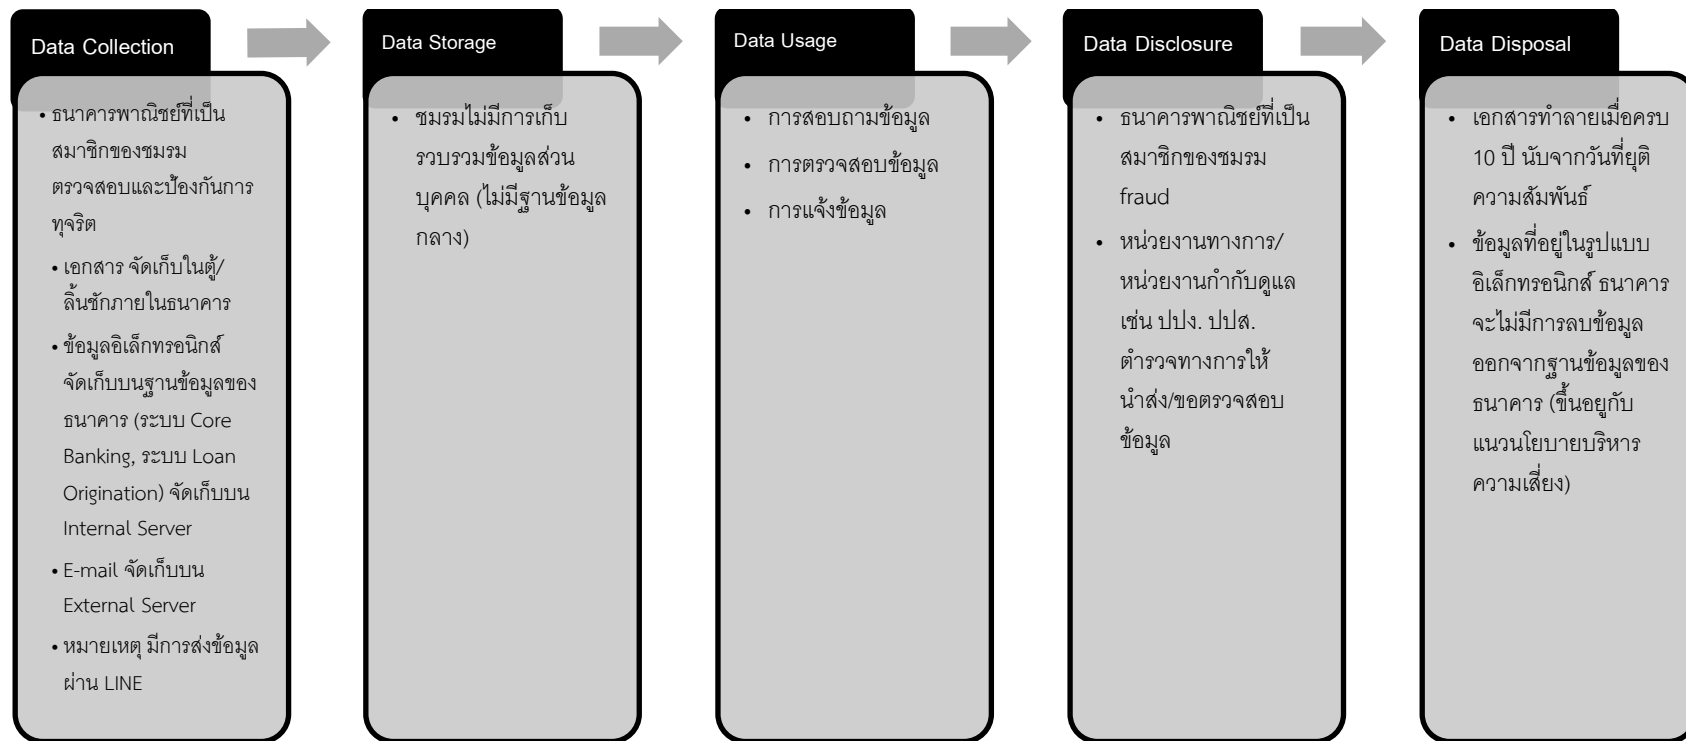 Data Collection
• ธนาคารพาณิชย์ที่เป็น
สมาชิกของชมรม
ตรวจสอบและป้องกันการ
ทุจริต
• เอกสาร จัดเก็บในตู้/
ลิ้นชักภายในธนาคาร
• ข้อมูลอิเล็กทรอนิกส์
จัดเก็บบนฐานข้อมูลของ
ธนาคาร (ระบบ Core
Banking, ระบบ Loan
Origination) จัดเก็บบน
Internal Server
• E-mail จัดเก็บบน
External Server
• หมายเหตุ มีการส่งข้อมูล
ผ่าน LINE
Data Storage
• ชมรมไม่มีการเก็บ
รวบรวมข้อมูลส่วน
บุคคล (ไม่มีฐานข้อมูล
กลาง)
Data Usage
• การสอบถามข้อมูล
• การตรวจสอบข้อมูล
• การแจ้งข้อมูล
Data Disclosure
• ธนาคารพาณิชย์ที่เป็น
สมาชิกของชมรม
fraud
• หน่วยงานทางการ/
หน่วยงานกำกับดูแล
เช่น ปปง. ปปส.
ตำรวจทางการให้
นำส่ง/ขอตรวจสอบ
ข้อมูล
Data Disposal
• เอกสารทำลายเมื่อครบ
10 ปี นับจากวันที่ยุติ
ความสัมพันธ์
• ข้อมูลที่อยู่ในรูปแบบ
อิเล็กทรอนิกส์ ธนาคาร
จะไม่มีการลบข้อมูล
ออกจากฐานข้อมูลของ
ธนาคาร (ขึ้นอยู่กับ
แนวนโยบายบริหาร
ความเสี่ยง)